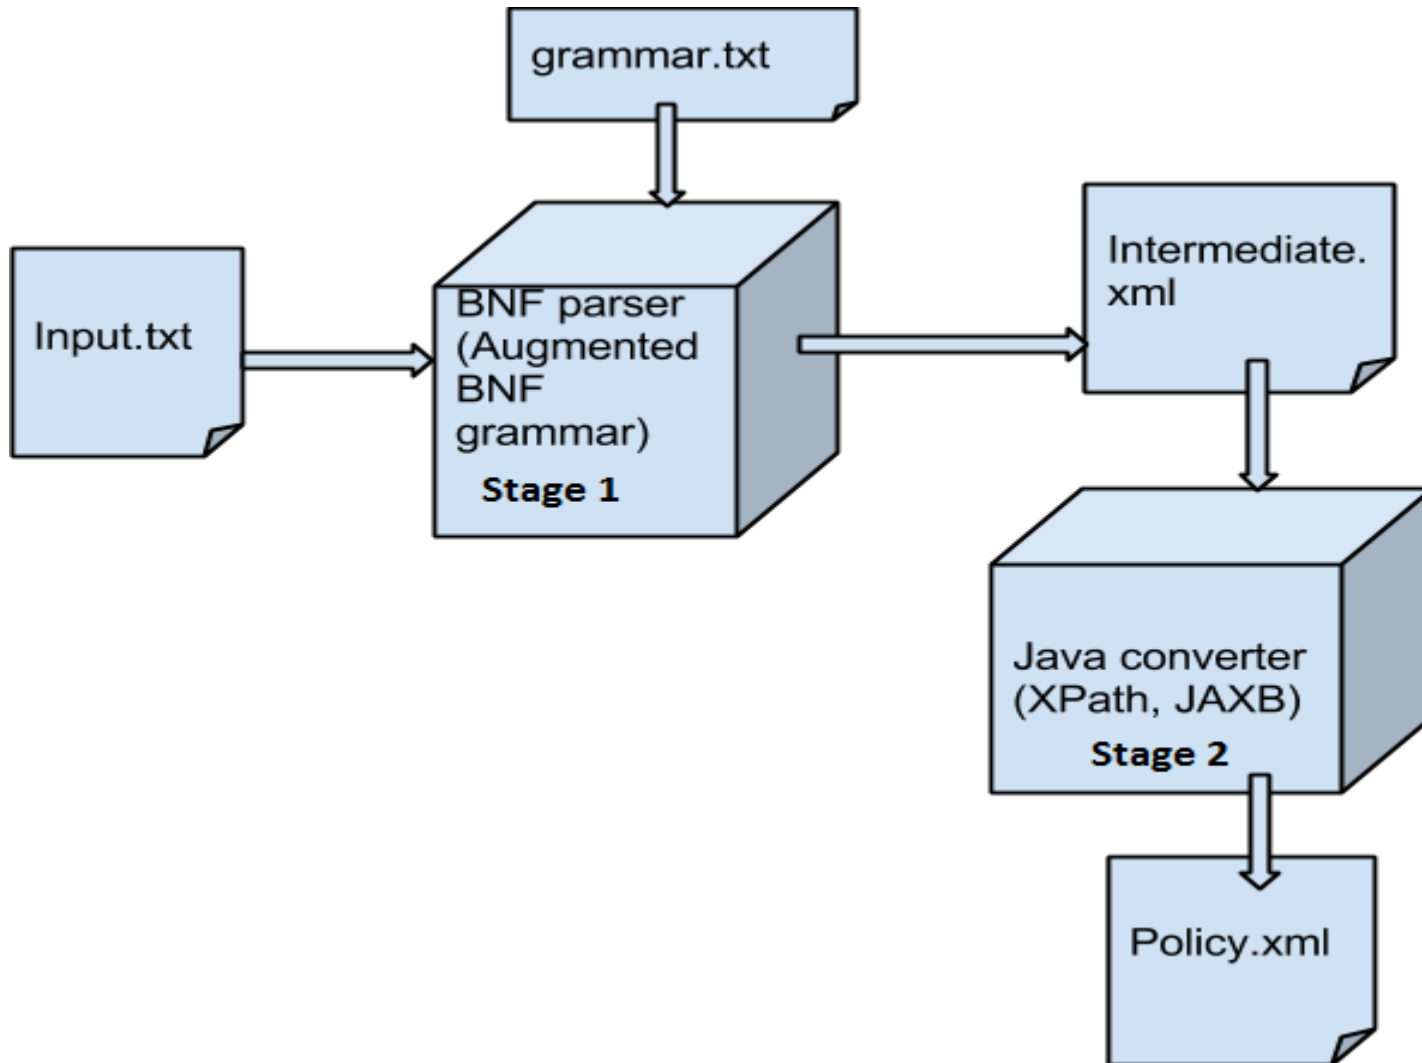 grammar.txt
Input.txt
BNF parser
(Augmented
BNF
grammar)
Stage 1
Intermediate.
xml
Java converter
(XPath, JAXB)
Stage 2
Policy.xml